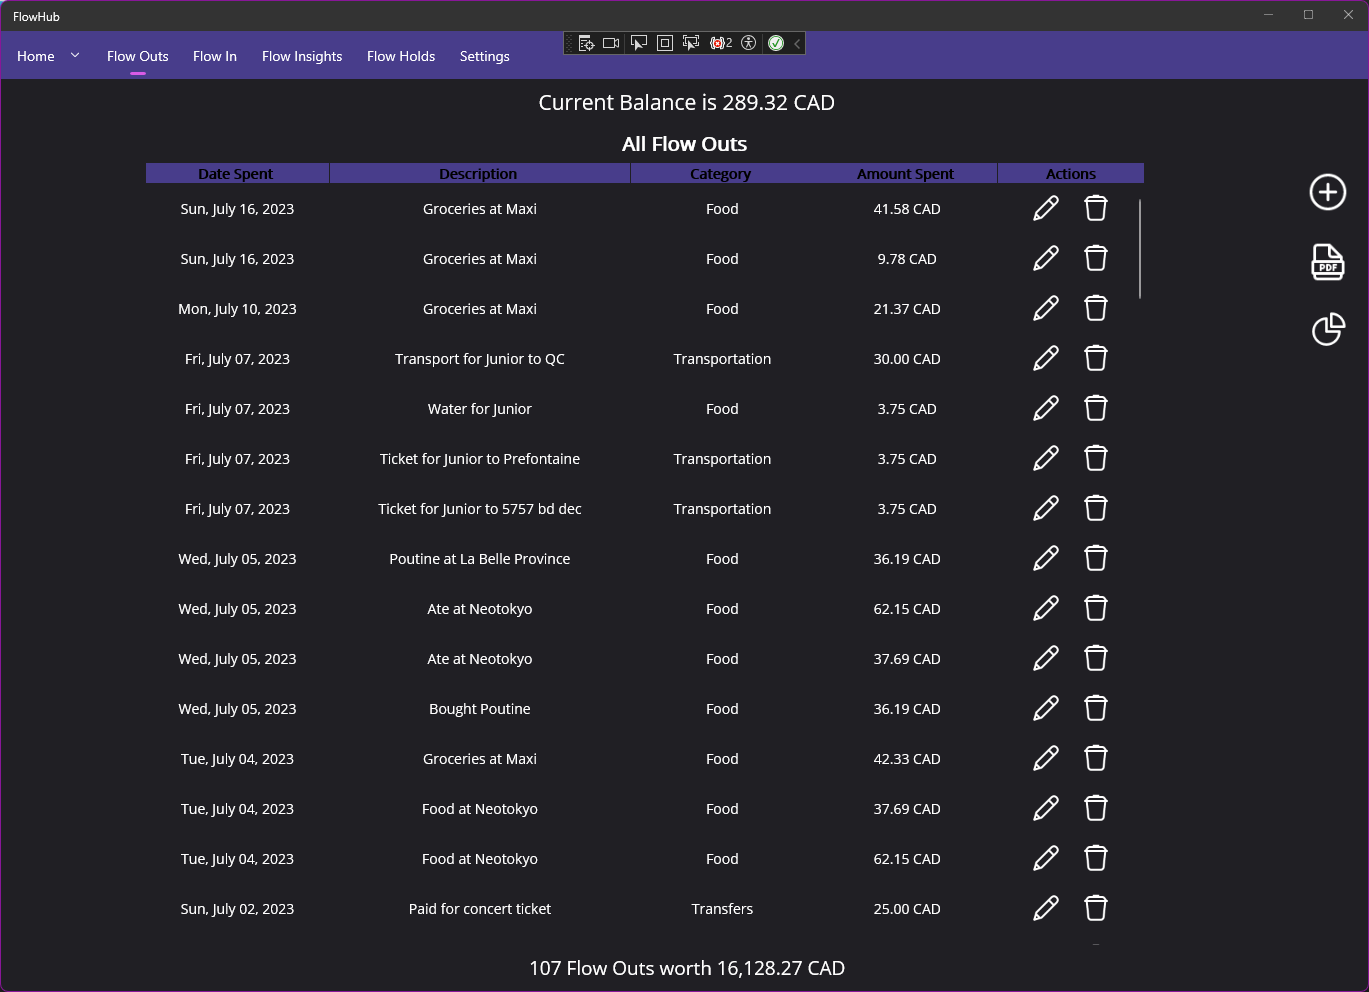 FlowHub
Home Flow Outs Flow In Flow Insights Flow Holds Settings
2
Current Balance is 289.32 CAD
All Flow Outs
Date Spent Description Category Amount Spent Actions
Sun, July 16, 2023 Groceries at Maxi Food 41.58 CAD
Sun, July 16, 2023 Groceries at Maxi Food 9.78 CAD
Mon, July 10, 2023 Groceries at Maxi Food 21.37 CAD
Fri, July 07, 2023 Transport for Junior to QC Transportation 30.00 CAD
Fri, July 07, 2023 Water for Junior Food 3.75 CAD
Fri, July 07, 2023 Ticket for Junior to Prefontaine Transportation 3.75 CAD
Fri, July 07, 2023 Ticket for Junior to 5757 bd dec Transportation 3.75 CAD
Wed, July 05, 2023 Poutine at La Belle Province Food 36.19 CAD
Wed, July 05, 2023 Ate at Neotokyo Food 62.15 CAD
Wed, July 05, 2023 Ate at Neotokyo Food 37.69 CAD
Wed, July 05, 2023 Bought Poutine Food 36.19 CAD
Tue, July 04, 2023 Groceries at Maxi Food 42.33 CAD
Tue, July 04, 2023 Food at Neotokyo Food 37.69 CAD
Tue, July 04, 2023 Food at Neotokyo Food 62.15 CAD
Sun, July 02, 2023 Paid for concert ticket Transfers 25.00 CAD
PDF
107 Flow Outs worth 16,128.27 CAD